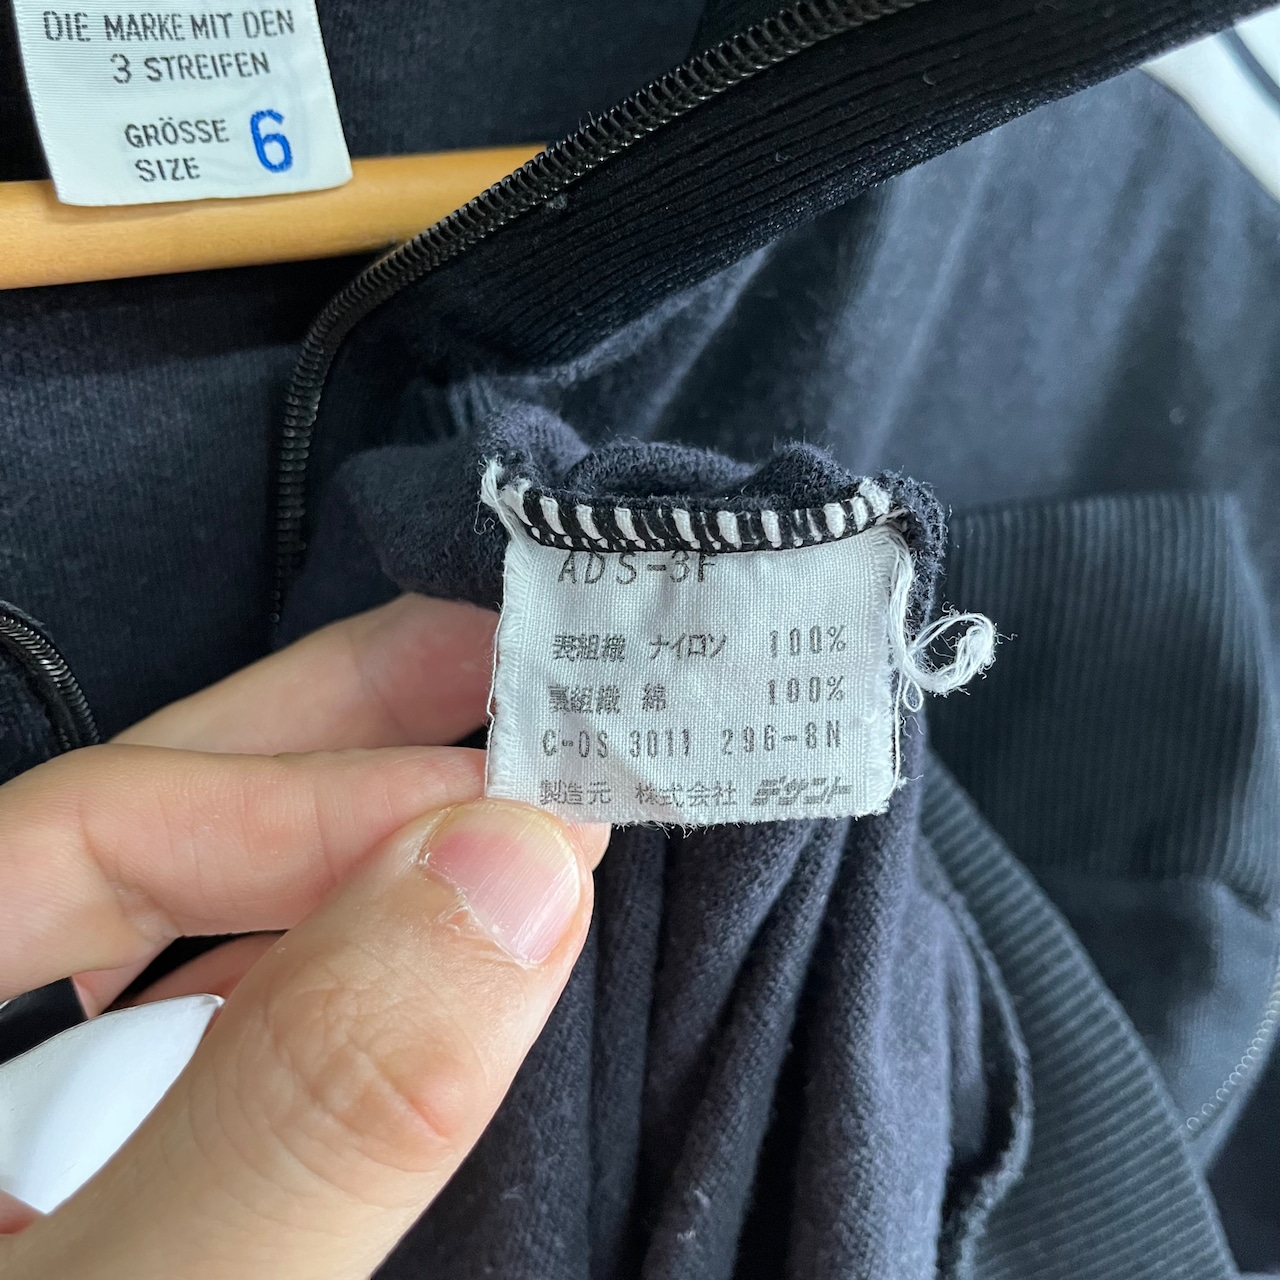 DIE MARKE MIT DEN
3 STREIFEN
GRÖSSE 6
SIZE
ADS-3F
表組織 ナイロン 100%
裏組織 綿 100%
C-OS 3011 296-8N
製造元 株式会社 デサント